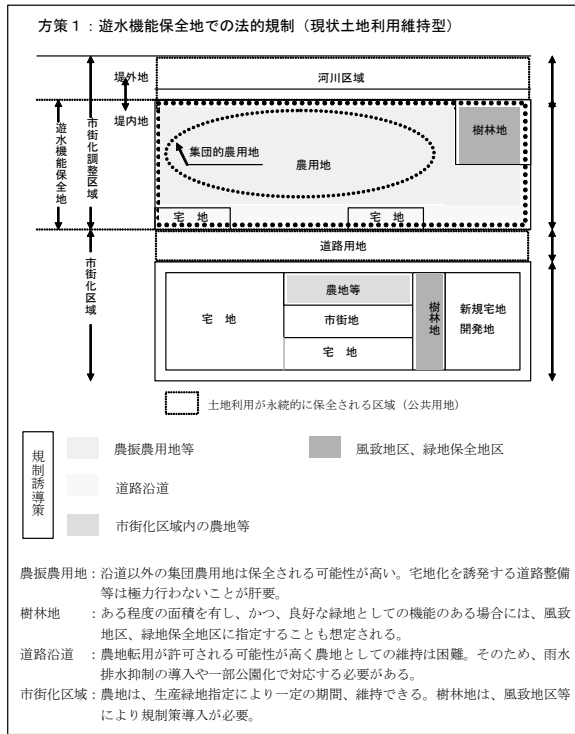 方策１：遊水機能保全地での法的規制（現状土地利用維持型）
堤外地
河川区域
堤内地
遊水機能保全地
市街化調整区域
樹林地
集団的農用地
農用地
宅　地
宅　地
道路用地
市街化区域
農地等
宅　地
市街地
樹林地
新規宅地
開発地
宅　地
土地利用が永続的に保全される区域（公共用地）
規制誘導策
農振農用地等
風致地区、緑地保全地区
道路沿道
市街化区域内の農地等
農振農用地：沿道以外の集団農用地は保全される可能性が高い。宅地化を誘発する道路整備
等は極力行わないことが肝要。
樹林地　　：ある程度の面積を有し、かつ、良好な緑地としての機能のある場合には、風致
地区、緑地保全地区に指定することも想定される。
道路沿道　：農地転用が許可される可能性が高く農地としての維持は困難。そのため、雨水
排水抑制の導入や一部公園化で対応する必要がある。
市街化区域：農地は、生産緑地指定により一定の期間、維持できる。樹林地は、風致地区等
により規制策導入が必要。